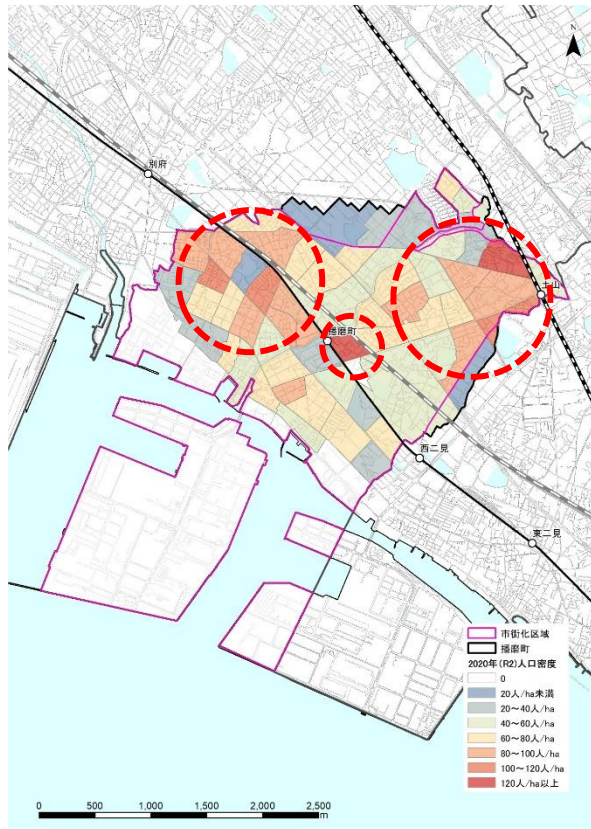 N
別府
土山
播磨町
西二見
東二見
市街化区域
播磨町
2020年(R2)人口密度
0
20人/ha未満
20～40人/ha
40～60人/ha
60～80人/ha
80～100人/ha
100～120人/ha
120人/ha以上
0 500 1,000 1,500 2,000 2,500
m